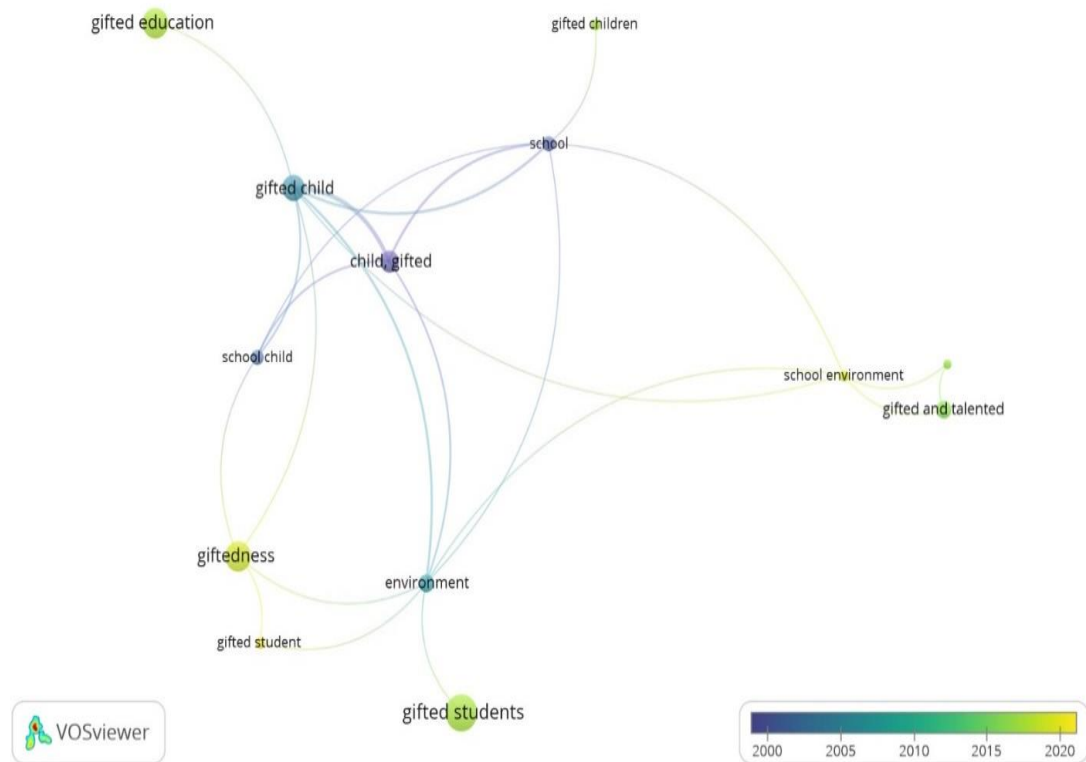 gifted education
gifted children
school
gifted child
child, gifted
school child
school environment
gifted and talented
giftedness
environment
gifted student
gifted students
VOSviewer
2000 2005 2010 2015 2020